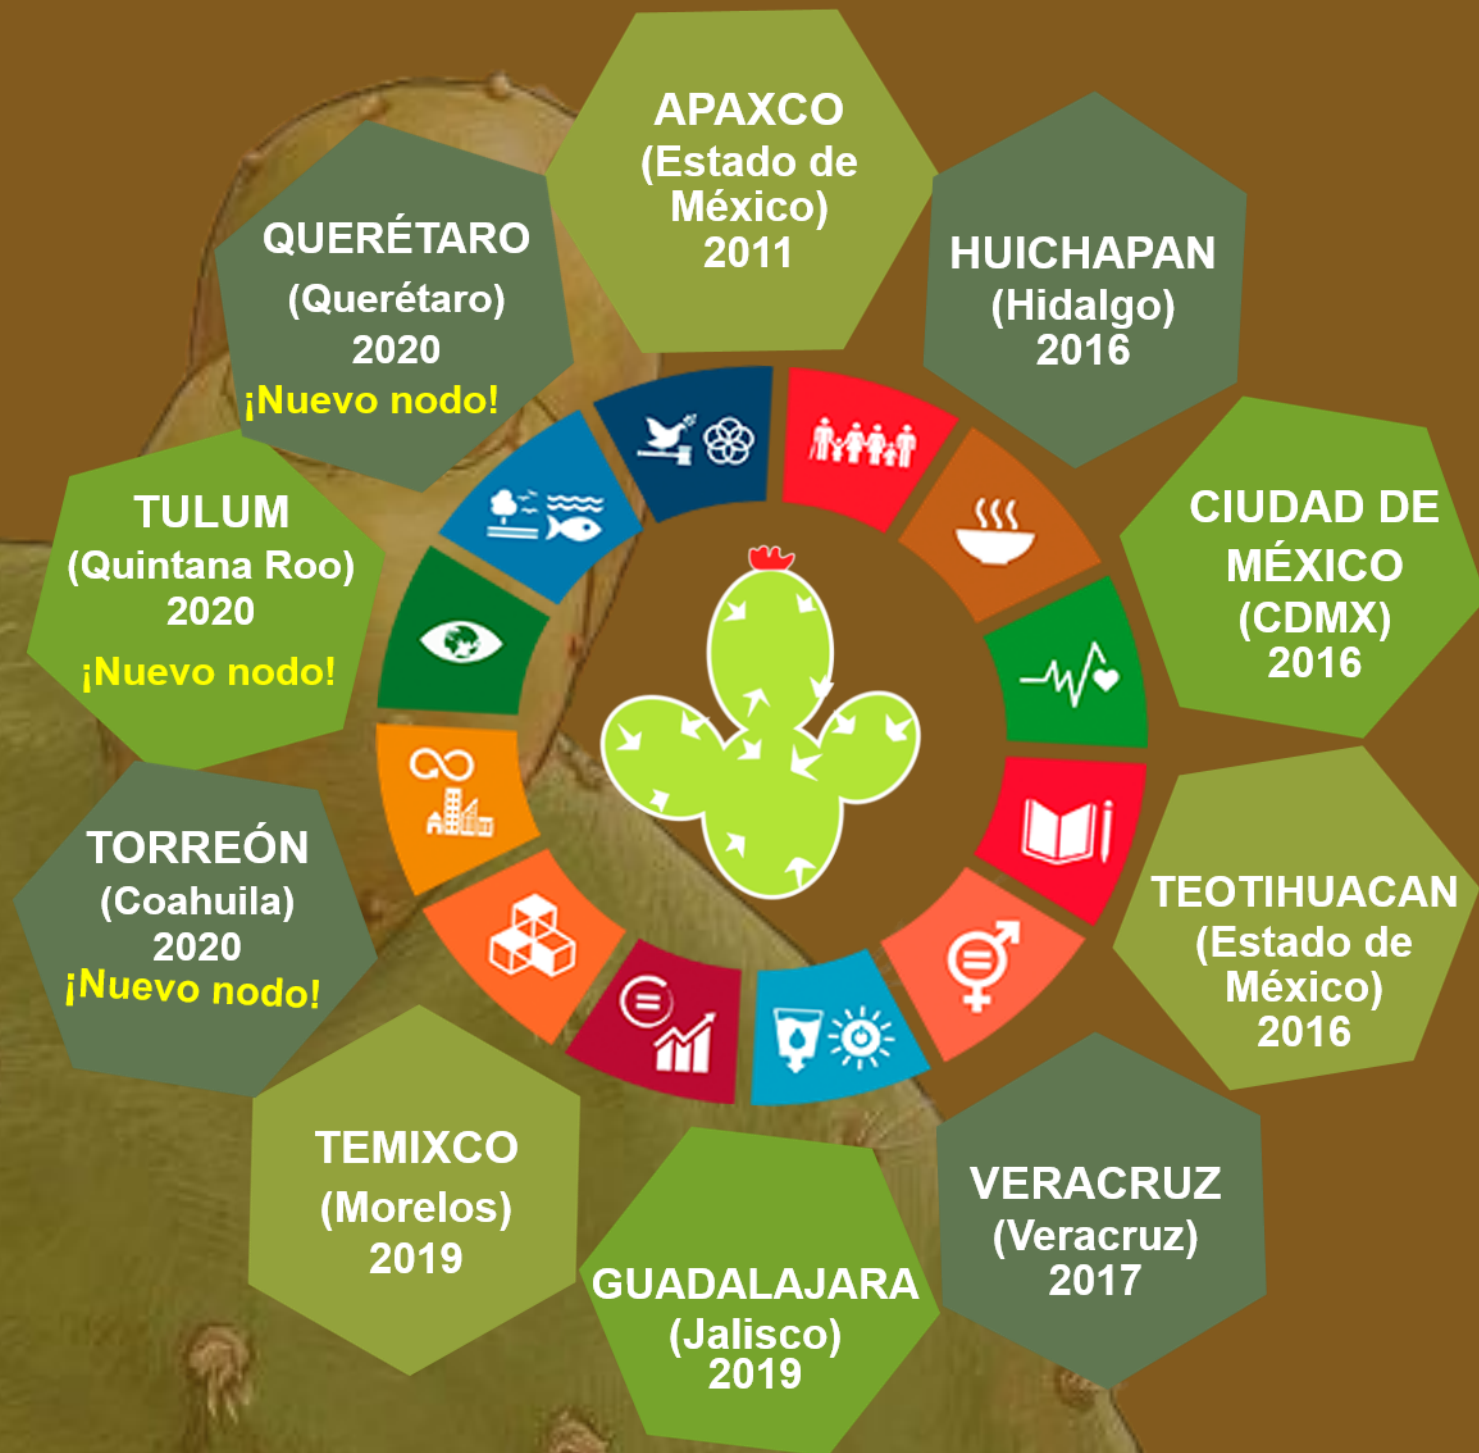 APAXCO
(Estado de
México)
2011
HUICHAPAN
(Hidalgo)
2016
CIUDAD DE
MÉXICO
(CDMX)
2016
TEOTIHUACAN
(Estado de
México)
2016
VERACRUZ
(Veracruz)
2017
GUADALAJARA
(Jalisco)
2019
TEMIXCO
(Morelos)
2019
TORREÓN
(Coahuila)
2020
¡Nuevo nodo!
TULUM
(Quintana Roo)
2020
¡Nuevo nodo!
QUERÉTARO
(Querétaro)
2020
¡Nuevo nodo!